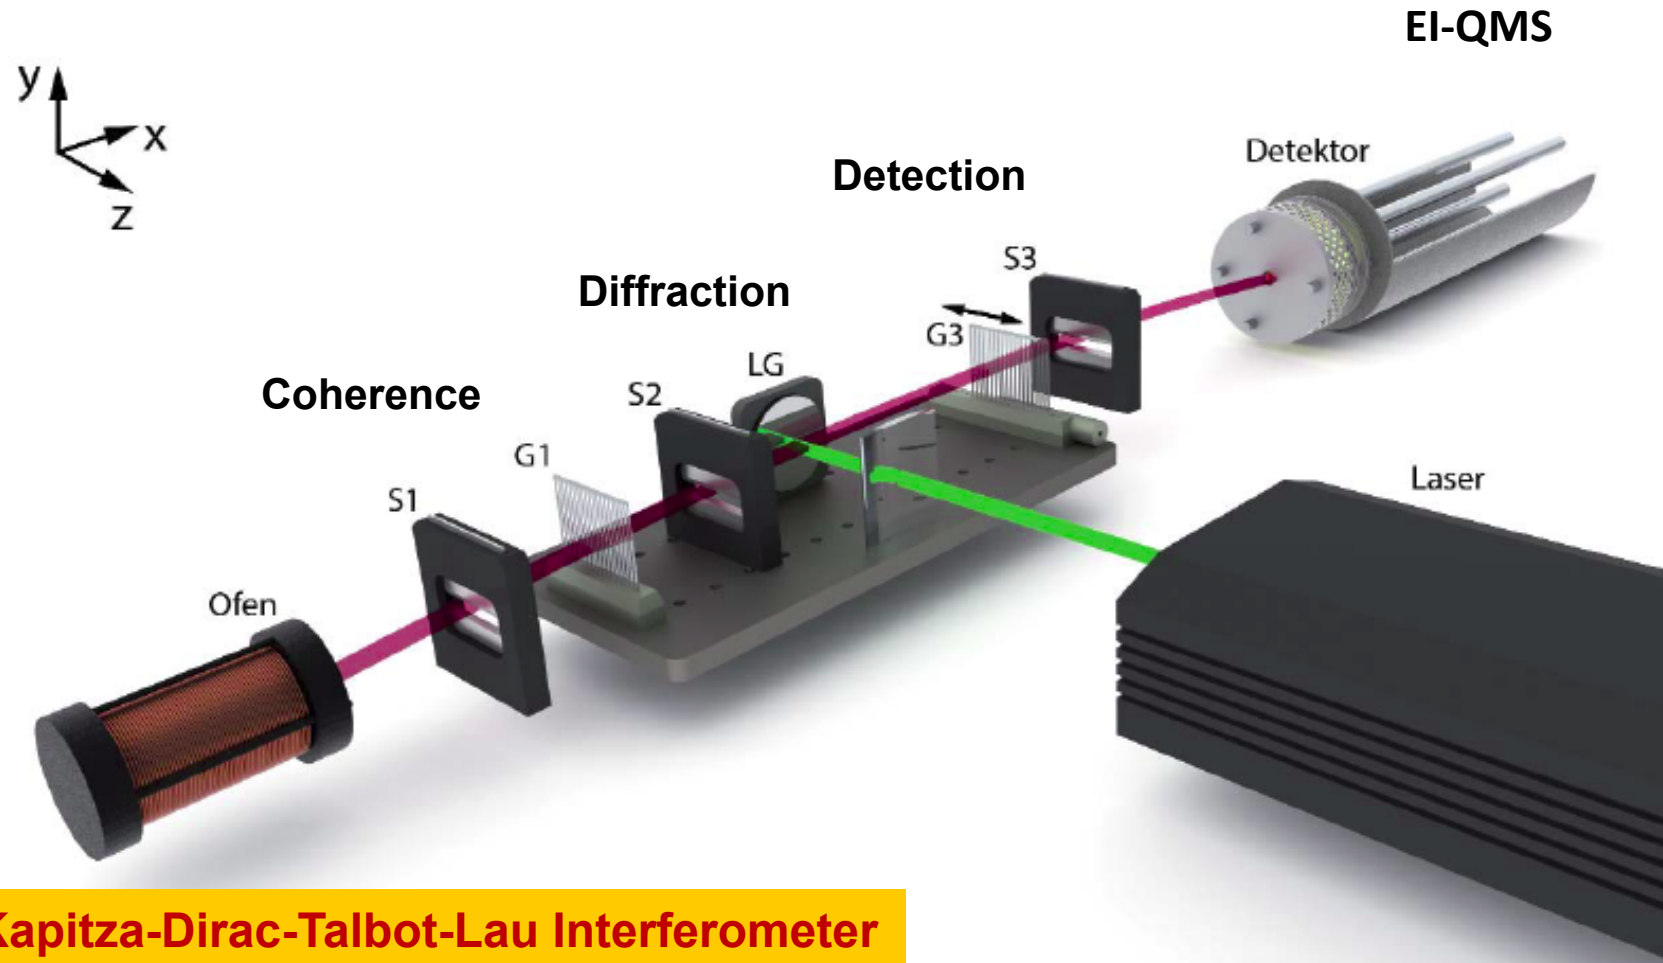 EI-QMS
y
x
z
Detektor
Detection
S3
Diffraction
G3
LG
Coherence
S2
G1
Laser
S1
Ofen
Kapitza-Dirac-Talbot-Lau Interferometer